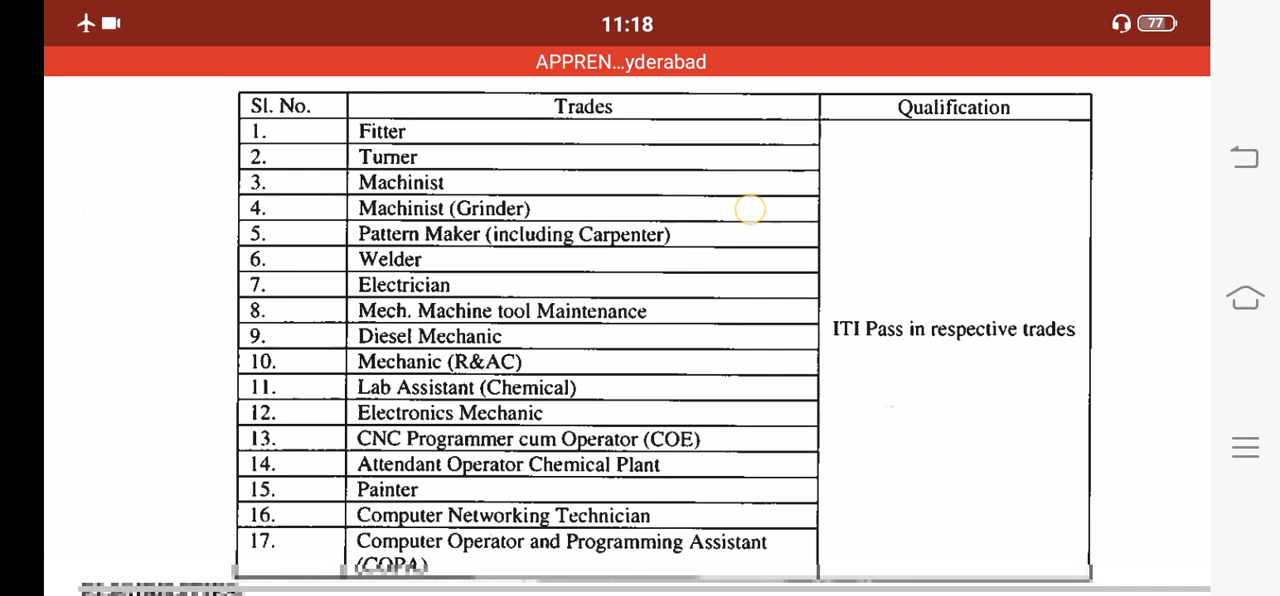 11:18
77
APPREN...yderabad
Sl. No. Trades Qualification
1. Fitter
2. Turner
3. Machinist
4. Machinist (Grinder)
5. Pattern Maker (including Carpenter)
6. Welder
7. Electrician
8. Mech. Machine tool Maintenance
ITI Pass in respective trades
9. Diesel Mechanic
10. Mechanic (R&AC)
11. Lab Assistant (Chemical)
12. Electronics Mechanic
13. CNC Programmer cum Operator (COE)
14. Attendant Operator Chemical Plant
15. Painter
16. Computer Networking Technician
17. Computer Operator and Programming Assistant
(COPA)